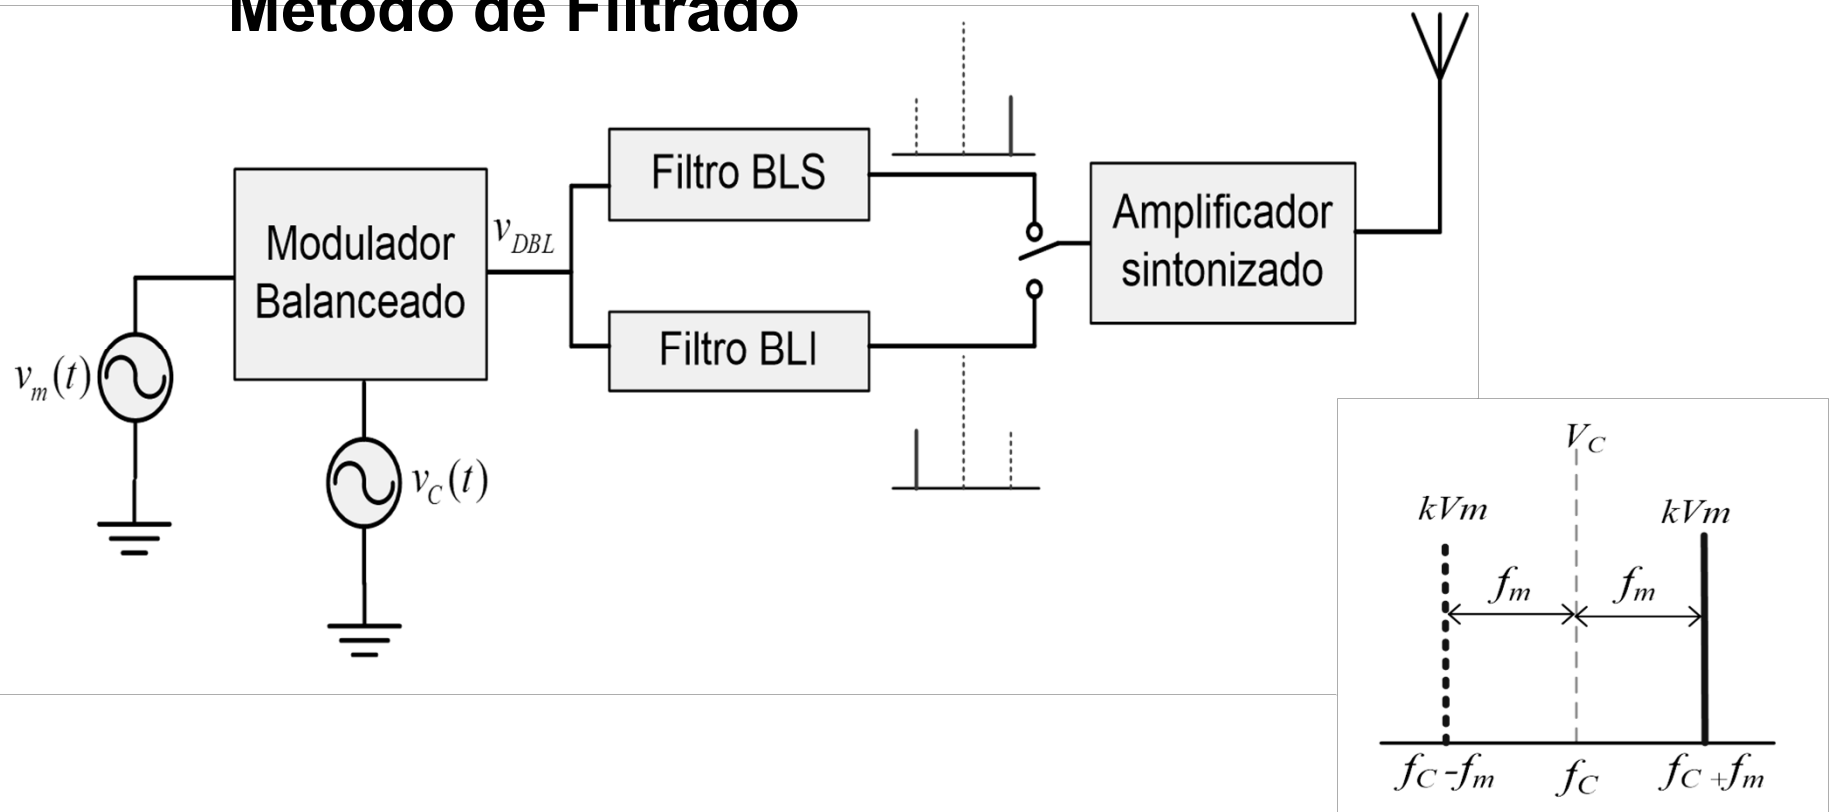 Método de Filtrado
Filtro BLS
Modulador
Balanceado
v_DBL
Amplificador
sintonizado
Filtro BLI
v_m(t)
v_C(t)
V_C
kVm
kVm
f_m
f_m
f_C-f_m
f_C
f_C+f_m